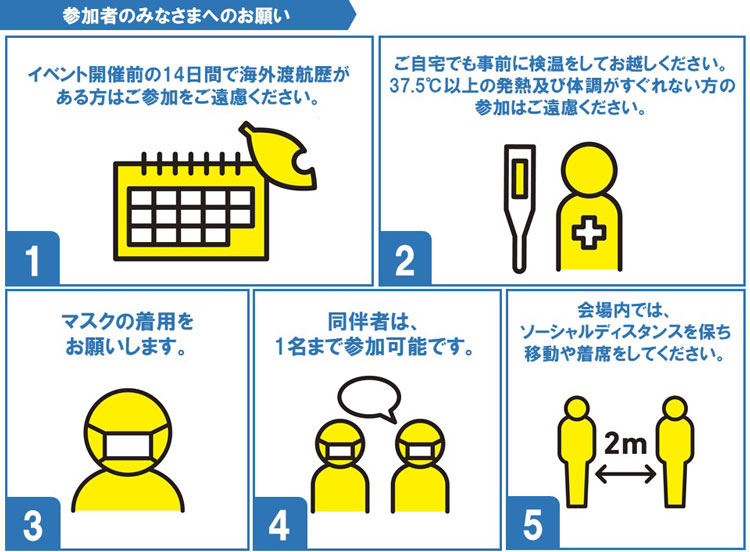 参加者のみなさまへのお願い
イベント開催前の14日間で海外渡航歴が
ある方はご参加をご遠慮ください。
1
ご自宅でも事前に検温をしてお越しください。
37.5℃以上の発熱及び体調がすぐれない方の
参加はご遠慮ください。
2
マスクの着用を
お願いします。
3
同伴者は、
1名まで参加可能です。
4
会場内では、
ソーシャルディスタンスを保ち
移動や着席をしてください。
2m
5